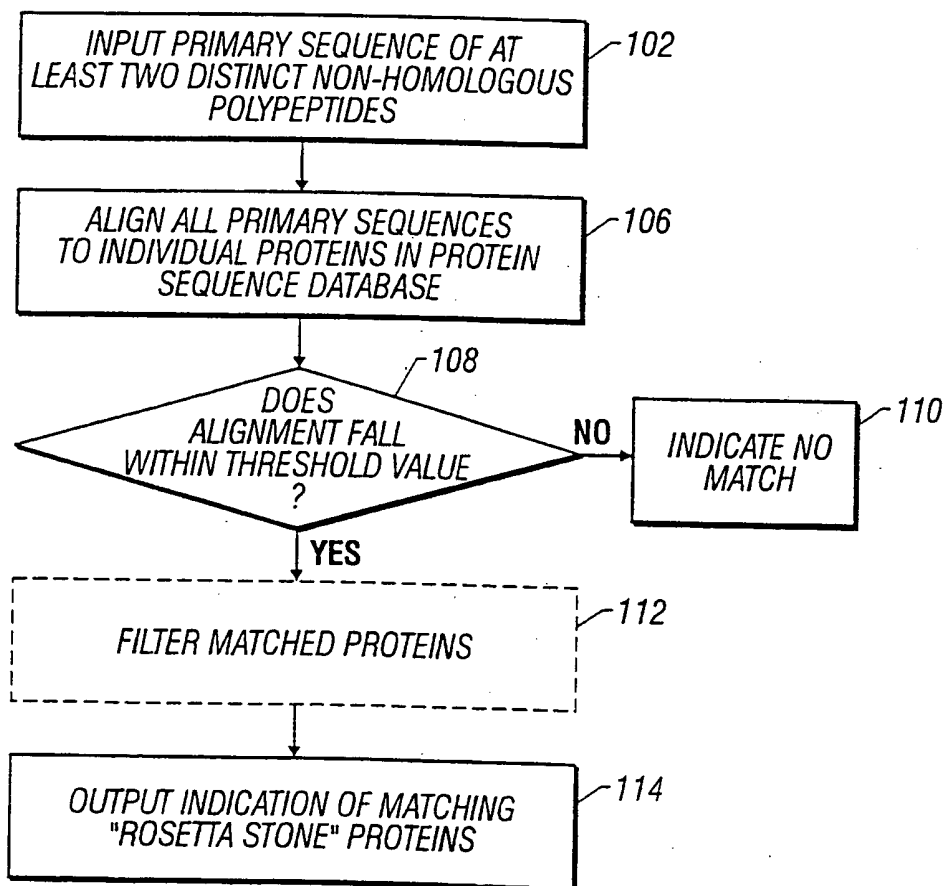 INPUT PRIMARY SEQUENCE OF AT
LEAST TWO DISTINCT NON-HOMOLOGOUS
POLYPEPTIDES
102
ALIGN ALL PRIMARY SEQUENCES
TO INDIVIDUAL PROTEINS IN PROTEIN
SEQUENCE DATABASE
106
108
DOES
ALIGNMENT FALL
WITHIN THRESHOLD VALUE
?
NO
110
INDICATE NO
MATCH
YES
112
FILTER MATCHED PROTEINS
114
OUTPUT INDICATION OF MATCHING
"ROSETTA STONE" PROTEINS